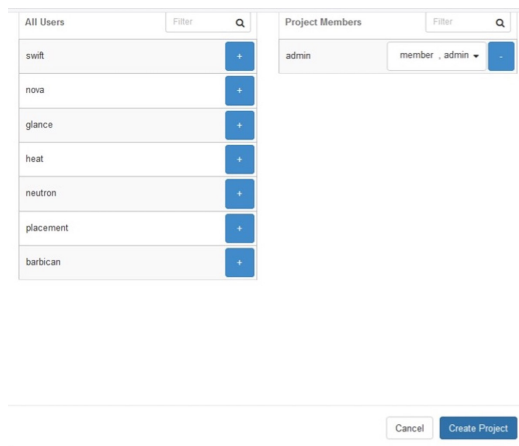 All Users Filter
swift +
nova +
glance +
heat +
neutron +
placement +
barbican +
Project Members Filter
admin member , admin -
Cancel Create Project